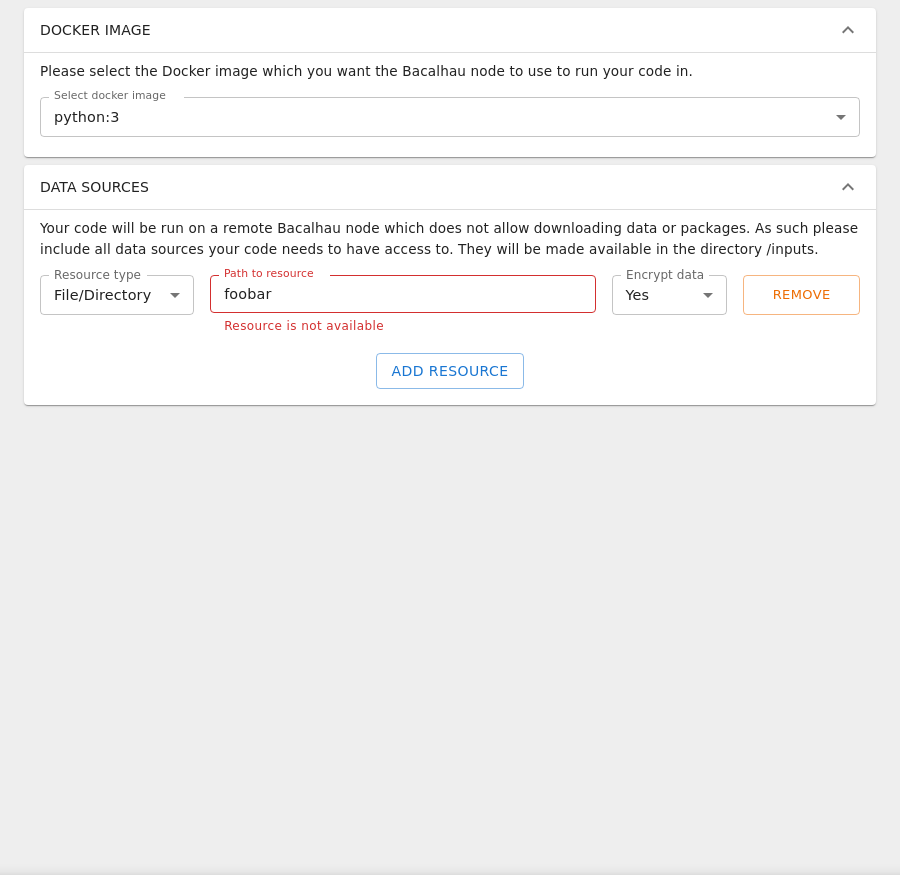 DOCKER IMAGE
Please select the Docker image which you want the Bacalhau node to use to run your code in.
Select docker image
python:3
DATA SOURCES
Your code will be run on a remote Bacalhau node which does not allow downloading data or packages. As such please
include all data sources your code needs to have access to. They will be made available in the directory /inputs.
Resource type
File/Directory
Path to resource
foobar
Resource is not available
Encrypt data
Yes
REMOVE
ADD RESOURCE